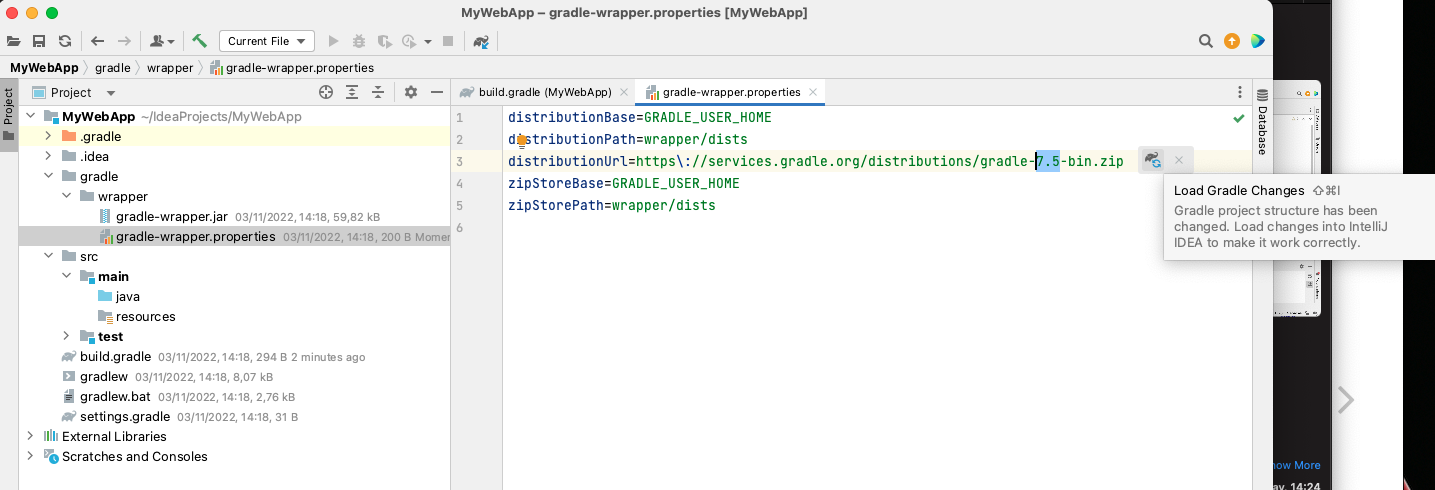 MyWebApp – gradle-wrapper.properties [MyWebApp]
Current File
MyWebApp gradle wrapper gradle-wrapper.properties
Project
Project
MyWebApp ~/IdeaProjects/MyWebApp
.gradle
.idea
gradle
wrapper
gradle-wrapper.jar 03/11/2022, 14:18, 59,82 kB
gradle-wrapper.properties 03/11/2022, 14:18, 200 B Momen
src
main
java
resources
test
build.gradle 03/11/2022, 14:18, 294 B 2 minutes ago
gradlew 03/11/2022, 14:18, 8,07 kB
gradlew.bat 03/11/2022, 14:18, 2,76 kB
settings.gradle 03/11/2022, 14:18, 31 B
External Libraries
Scratches and Consoles
build.gradle (MyWebApp) gradle-wrapper.properties
1 distributionBase=GRADLE_USER_HOME
2 distributionPath=wrapper/dists
3 distributionUrl=https\://services.gradle.org/distributions/gradle-7.5-bin.zip
4 zipStoreBase=GRADLE_USER_HOME
5 zipStorePath=wrapper/dists
6
Database
Load Gradle Changes ⇧⌘I
Gradle project structure has been
changed. Load changes into IntelliJ
IDEA to make it work correctly.
how More
ay, 14:24